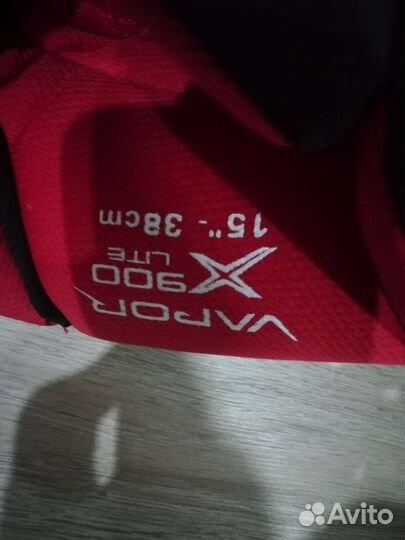 VAPOR
X900
LITE
15"- 38cm
Avito